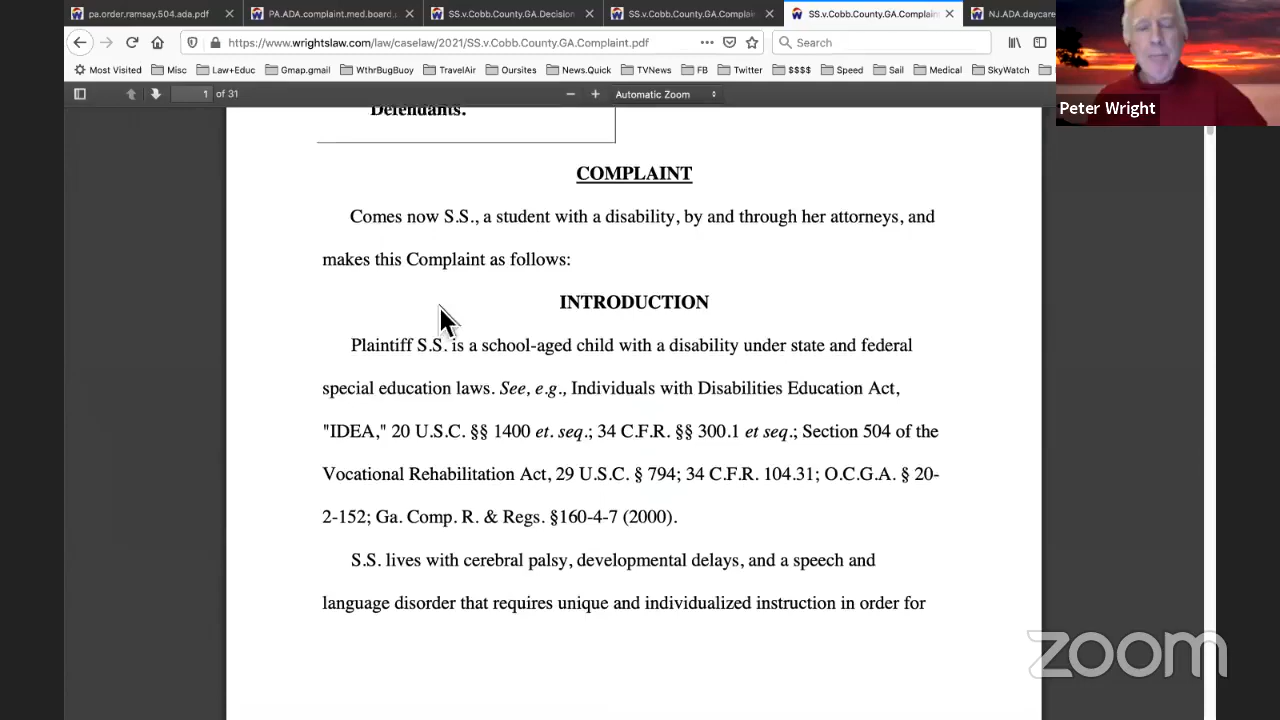 pa.order.ramsay.504.ada.pdf
PA.ADA.complaint.med.board.
SS.v.Cobb.County.GA.Decision
SS.v.Cobb.County.GA.Complain
SS.v.Cobb.County.GA.Complaint
NJ.ADA.daycare
https://www.wrightslaw.com/law/caselaw/2021/SS.v.Cobb.County.GA.Complaint.pdf
Search
Most Visited Misc Law+Educ Gmap.gmail WthrBugBuoy TravelAir Oursites News.Quick TVNews FB Twitter $$$$ Speed Sail Medical SkyWatch
1 of 31
Automatic Zoom
Peter Wright
Defendants.
COMPLAINT
Comes now S.S., a student with a disability, by and through her attorneys, and
makes this Complaint as follows:
INTRODUCTION
Plaintiff S.S. is a school-aged child with a disability under state and federal
special education laws. See, e.g., Individuals with Disabilities Education Act,
"IDEA," 20 U.S.C. §§ 1400 et. seq.; 34 C.F.R. §§ 300.1 et seq.; Section 504 of the
Vocational Rehabilitation Act, 29 U.S.C. § 794; 34 C.F.R. 104.31; O.C.G.A. § 20-
2-152; Ga. Comp. R. & Regs. §160-4-7 (2000).
S.S. lives with cerebral palsy, developmental delays, and a speech and
language disorder that requires unique and individualized instruction in order for
zoom